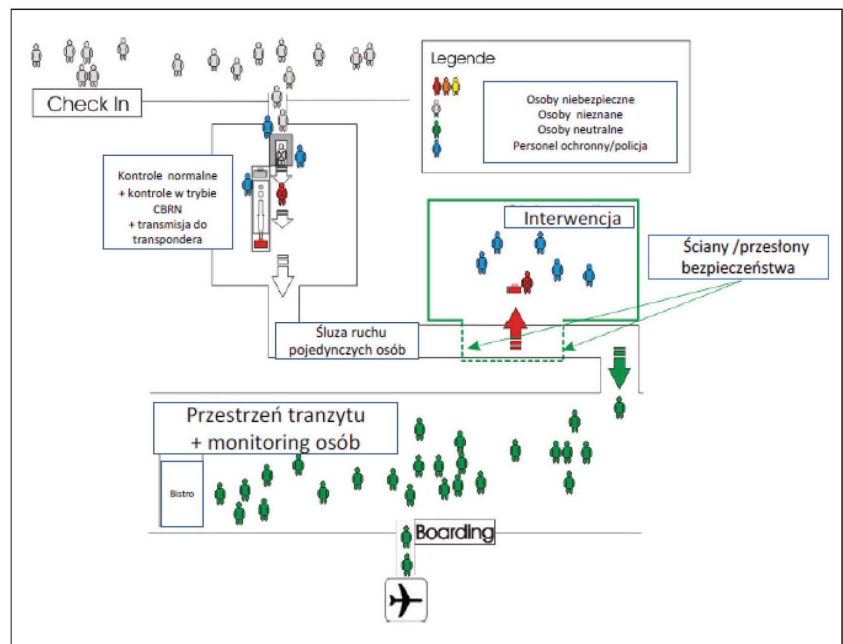 Legende
Osoby niebezpieczne
Osoby nieznane
Osoby neutralne
Personel ochronny/policja
Check In
Kontrole normalne
+ kontrole w trybie
CBRN
+ transmisja do
transpondera
Interwencja
Ściany /przesłony
bezpieczeństwa
Śluza ruchu
pojedynczych osób
Przestrzeń tranzytu
+ monitoring osób
Bistro
Boarding